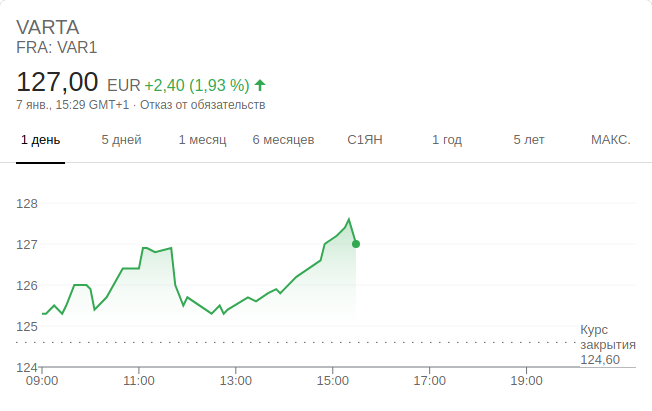 VARTA
FRA: VAR1
127,00 EUR +2,40 (1,93 %)
7 янв., 15:29 GMT+1 · Отказ от обязательств
1 день 5 дней 1 месяц 6 месяцев С1ЯН 1 год 5 лет МАКС.
128
127
126
125
Курс
закрытия
124,60
124
09:00 11:00 13:00 15:00 17:00 19:00